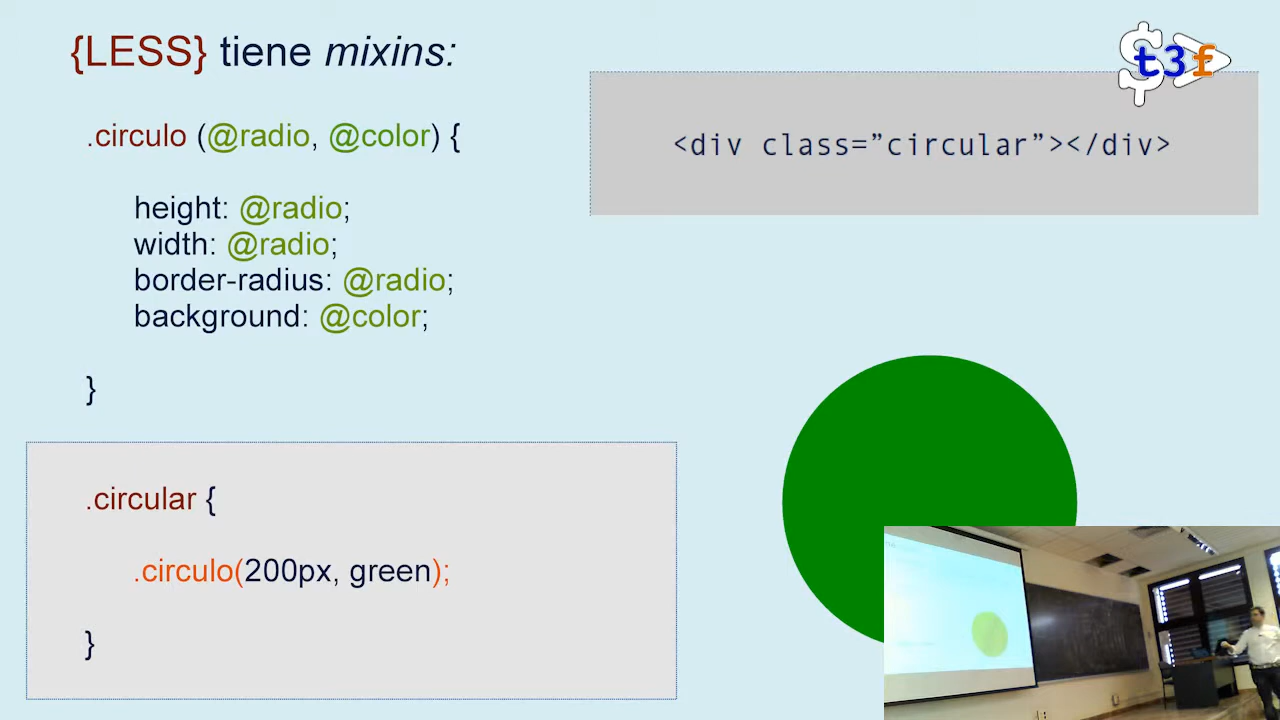 {LESS} tiene mixins:
t3f
.circulo (@radio, @color) {
<div class=”circular”></div>
height: @radio;
width: @radio;
border-radius: @radio;
background: @color;
}
.circular {
.circulo(200px, green);
}